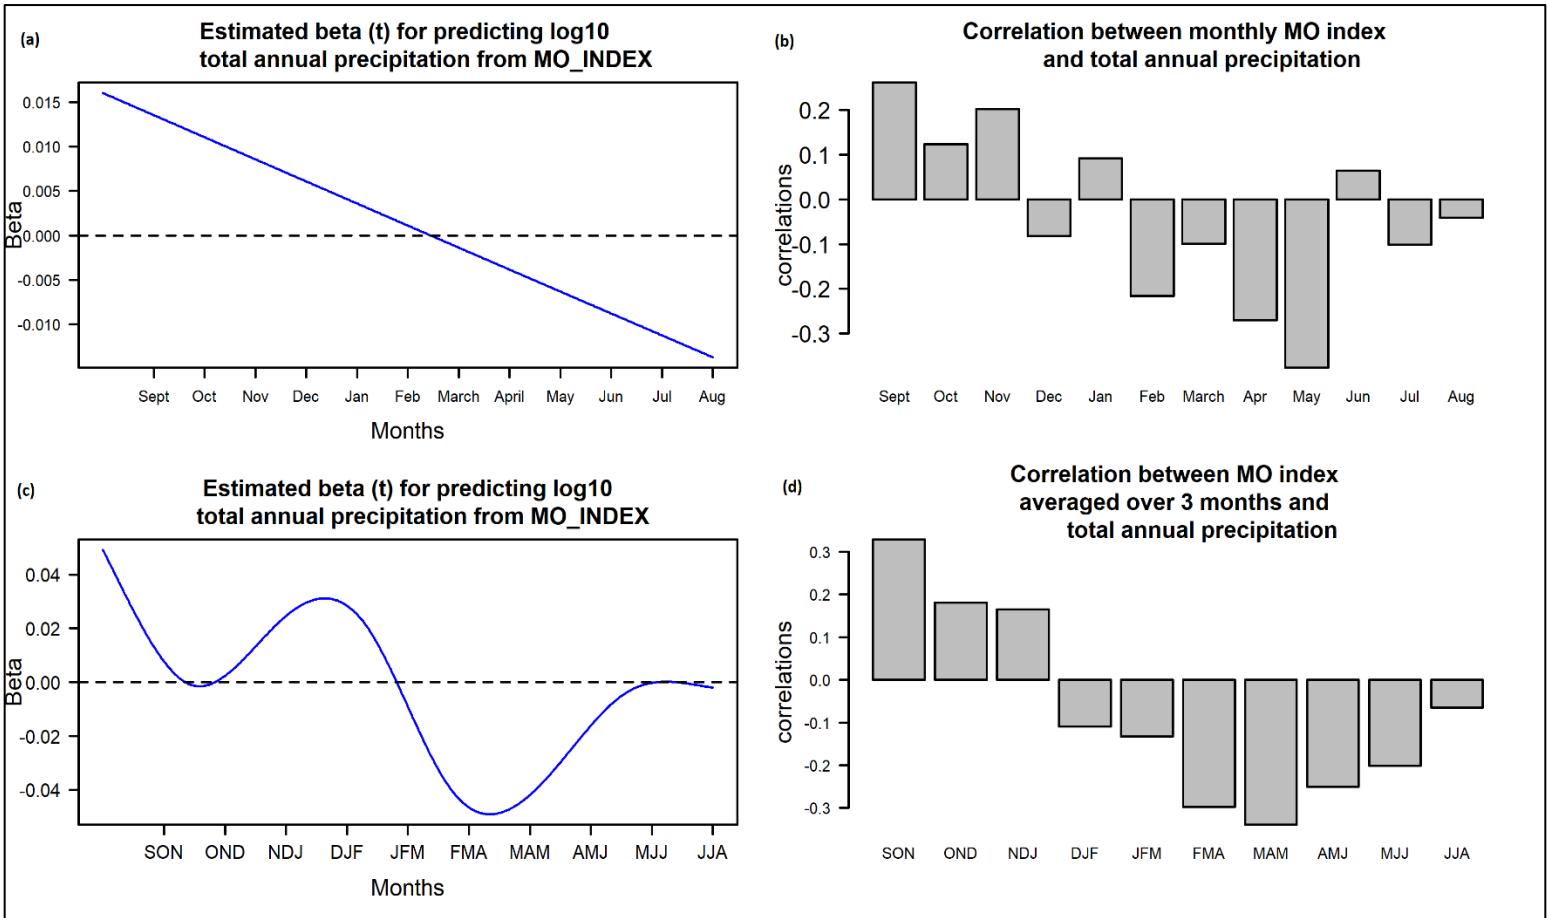 (a)
Estimated beta (t) for predicting log10
total annual precipitation from MO_INDEX
0.015
0.010
0.005
0.000
-0.005
-0.010
Beta
Sept Oct Nov Dec Jan Feb March April May Jun Jul Aug
Months
(b)
Correlation between monthly MO index
and total annual precipitation
0.2
0.1
0.0
-0.1
-0.2
-0.3
correlations
Sept Oct Nov Dec Jan Feb March Apr May Jun Jul Aug
(c)
Estimated beta (t) for predicting log10
total annual precipitation from MO_INDEX
0.04
0.02
0.00
-0.02
-0.04
Beta
SON OND NDJ DJF JFM FMA MAM AMJ MJJ JJA
Months
(d)
Correlation between MO index
averaged over 3 months and
total annual precipitation
0.3
0.2
0.1
0.0
-0.1
-0.2
-0.3
correlations
SON OND NDJ DJF JFM FMA MAM AMJ MJJ JJA